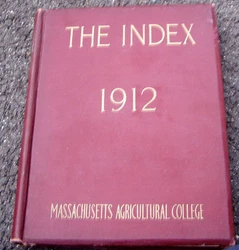 THE INDEX
1912
MASSACHUSETTS AGRICULTURAL COLLEGE